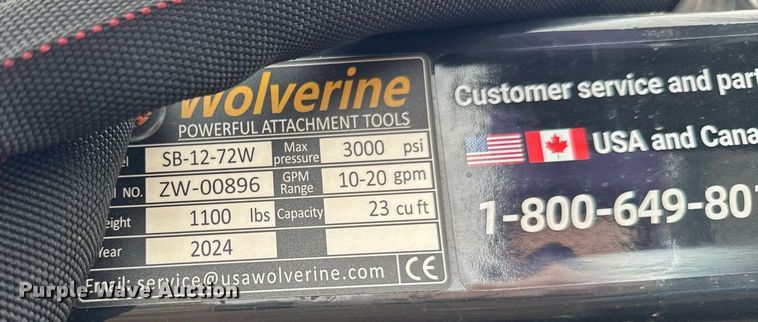 Wolverine
POWERFUL ATTACHMENT TOOLS
SB-12-72W Max pressure 3000 psi
NO. ZW-00896 GPM Range 10-20 gpm
1100 lbs Capacity 23 cu ft
Year 2024
Email: service@usawolverine.com CE
Customer service and part
USA and Cana
1-800-649-801
Purple Wave Auction